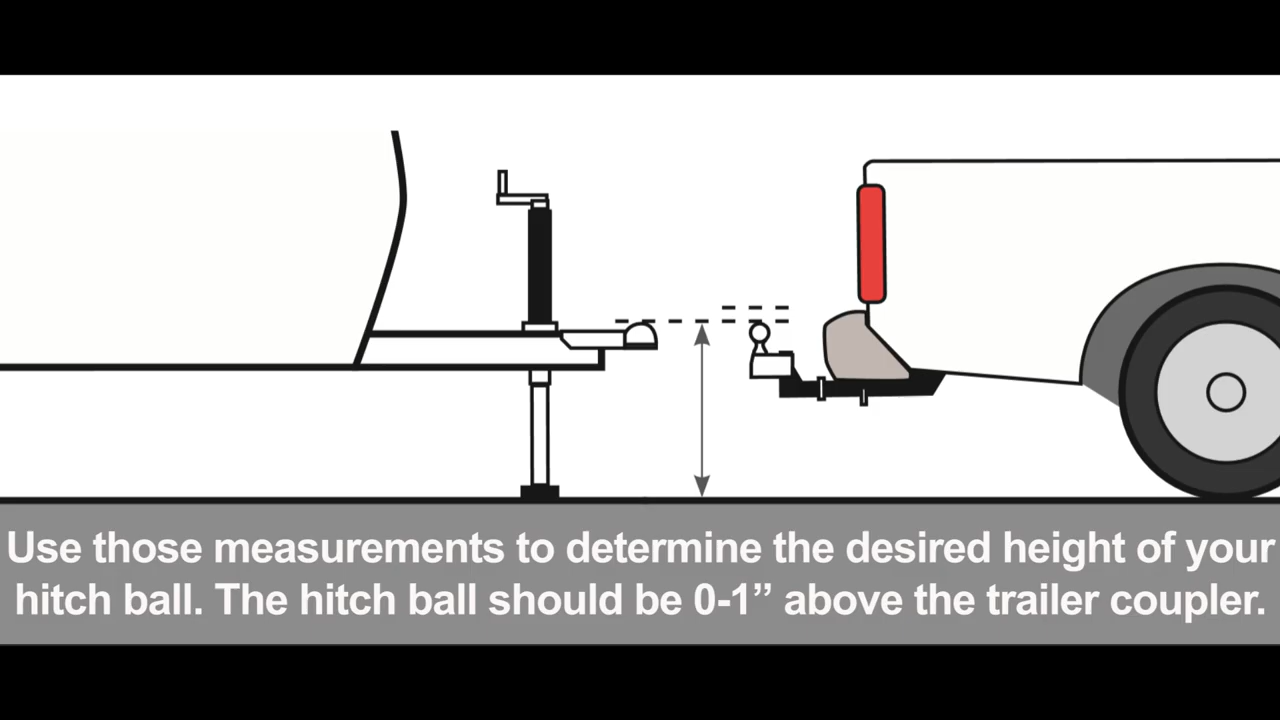 Use those measurements to determine the desired height of your
hitch ball. The hitch ball should be 0-1” above the trailer coupler.